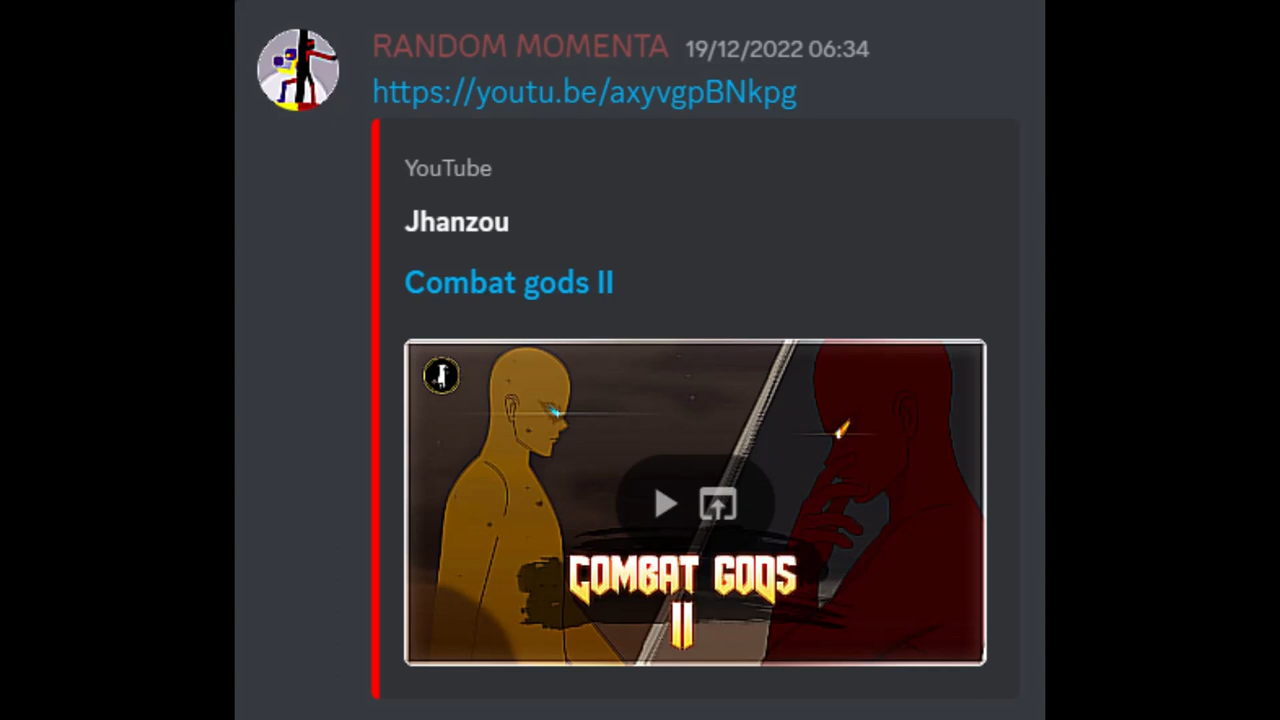 RANDOM MOMENTA 19/12/2022 06:34
https://youtu.be/axyvgpBNkpg
YouTube
Jhanzou
Combat gods II
COMBAT GODS
II